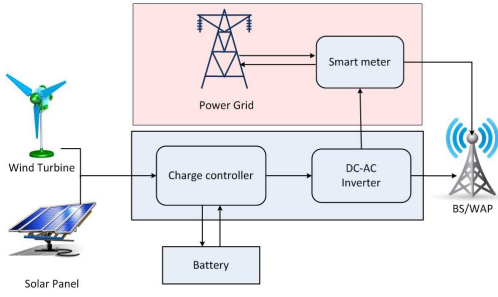 Power Grid
Smart meter
Wind Turbine
Charge controller
DC-AC
Inverter
BS/WAP
Battery
Solar Panel